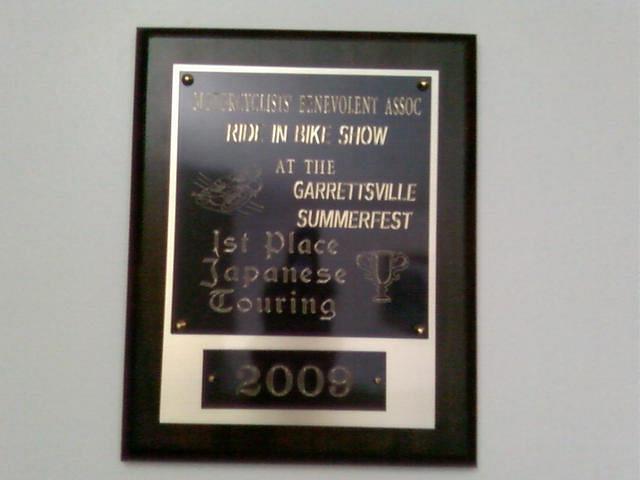 MOTORCYCLISTS' BENEVOLENT ASSOC
RIDE IN BIKE SHOW
AT THE
GARRETTSVILLE
SUMMERFEST
1st Place
Japanese
Touring
2009